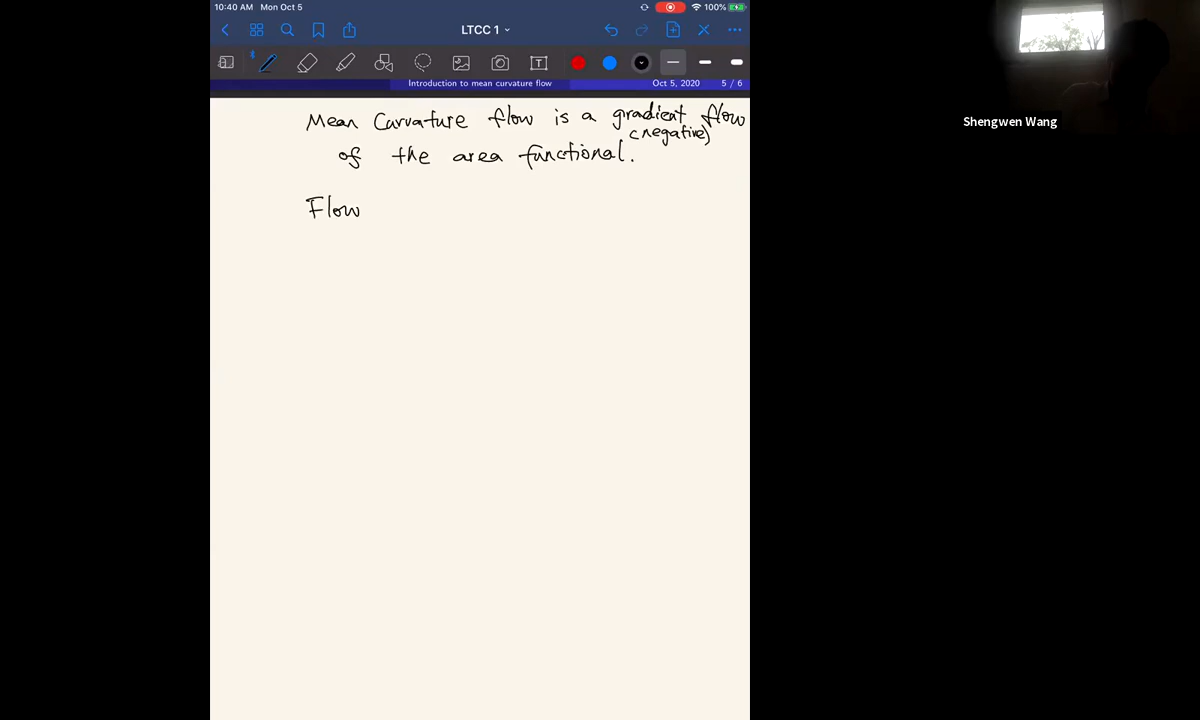 10:40 AM Mon Oct 5
100%
LTCC 1
T
Introduction to mean curvature flow Oct 5, 2020 5 / 6
Mean Curvature flow is a gradient flow
(negative)
of the area functional.
Flow
Shengwen Wang